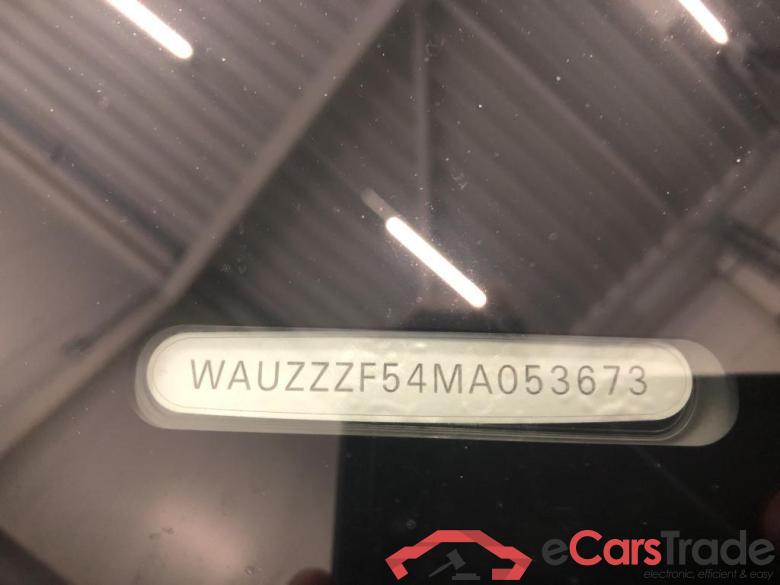 WAUZZZF54MA053673
eCarsTrade
electronic, efficient & easy